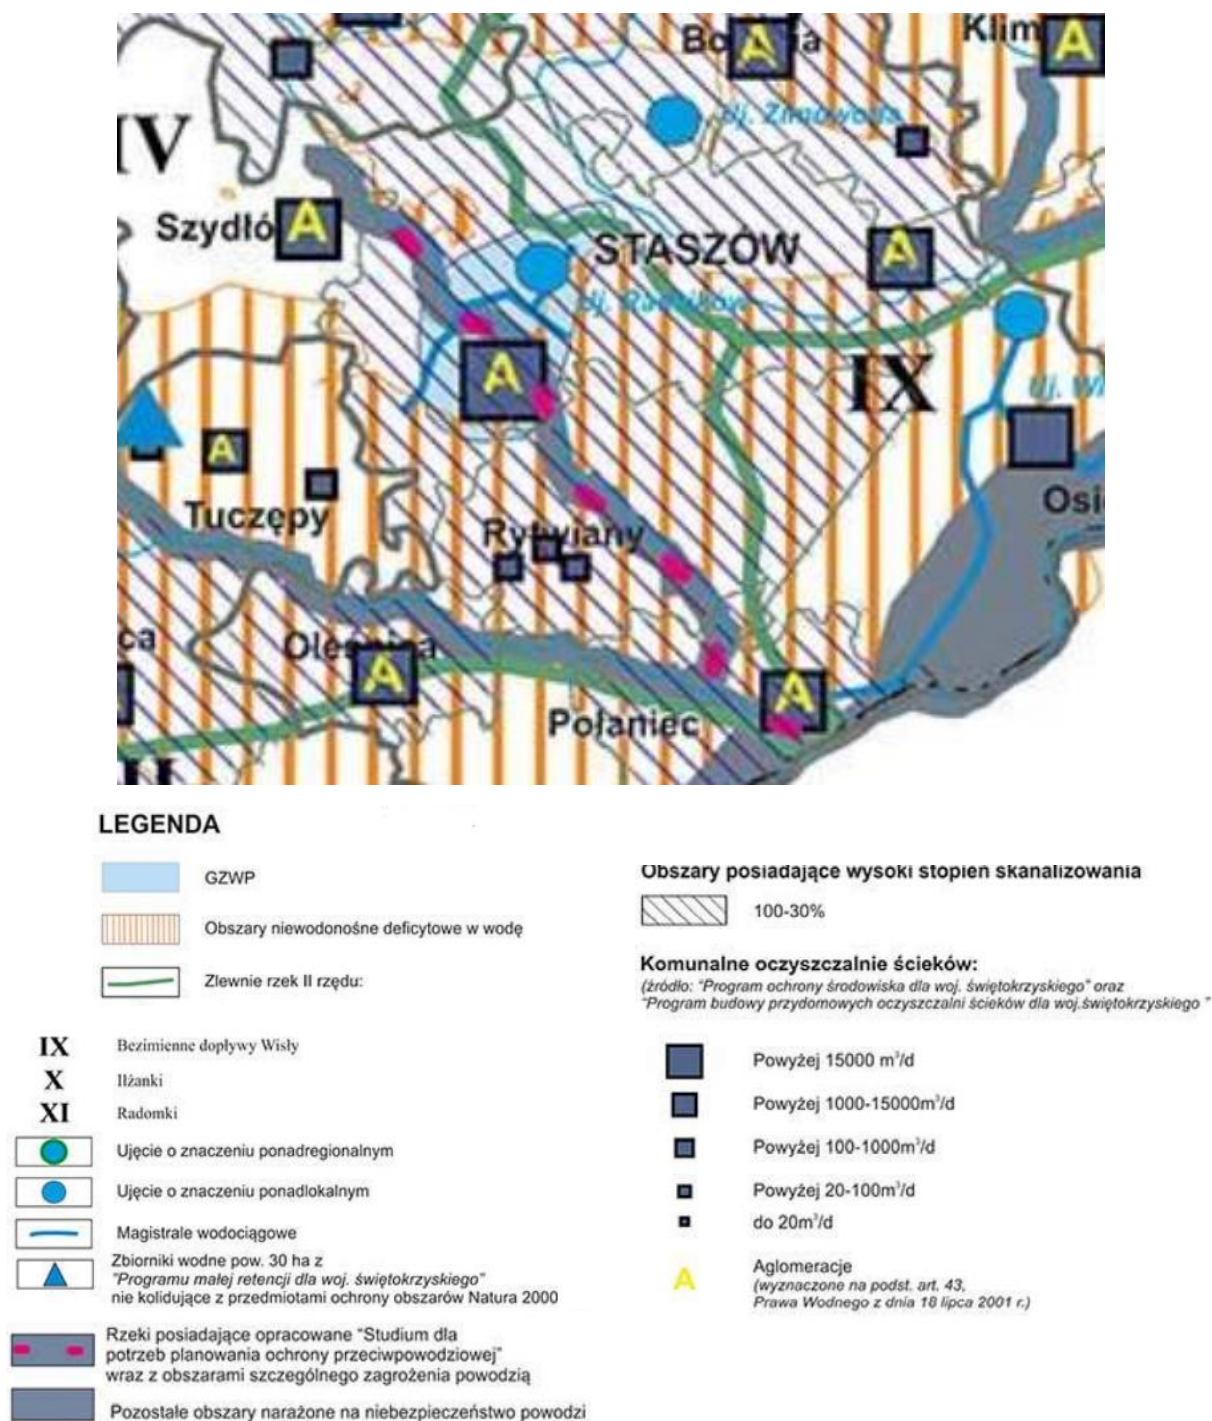 Klim
Uj. Zimowoda
IV
Szydłó
STASZÓW
A
IX
Tuczępy
Osie
Rytwiany
Oleśnica
Połaniec
LEGENDA
GZWP
Obszary niewodonośne deficytowe w wodę
Zlewnie rzek II rzędu:
IX Bezimienne dopływy Wisły
X Iłżanki
XI Radomki
Ujęcie o znaczeniu ponadregionalnym
Ujęcie o znaczeniu ponadlokalnym
Magistrale wodociągowe
Zbiorniki wodne pow. 30 ha z
"Programu małej retencji dla woj. świętokrzyskiego"
nie kolidujące z przedmiotami ochrony obszarów Natura 2000
Rzeki posiadające opracowane "Studium dla
potrzeb planowania ochrony przeciwpowodziowej"
wraz z obszarami szczególnego zagrożenia powodzią
Pozostałe obszary narażone na niebezpieczeństwo powodzi
Obszary posiadające wysoki stopień skanalizowania
100-30%
Komunalne oczyszczalnie ścieków:
(źródło: "Program ochrony środowiska dla woj. świętokrzyskiego" oraz
"Program budowy przydomowych oczyszczalni ścieków dla woj.świętokrzyskiego "
Powyżej 15000 m³/d
Powyżej 1000-15000m³/d
Powyżej 100-1000m³/d
Powyżej 20-100m³/d
do 20m³/d
A Aglomeracje
(wyznaczone na podst. art. 43,
Prawa Wodnego z dnia 18 lipca 2001 r.)